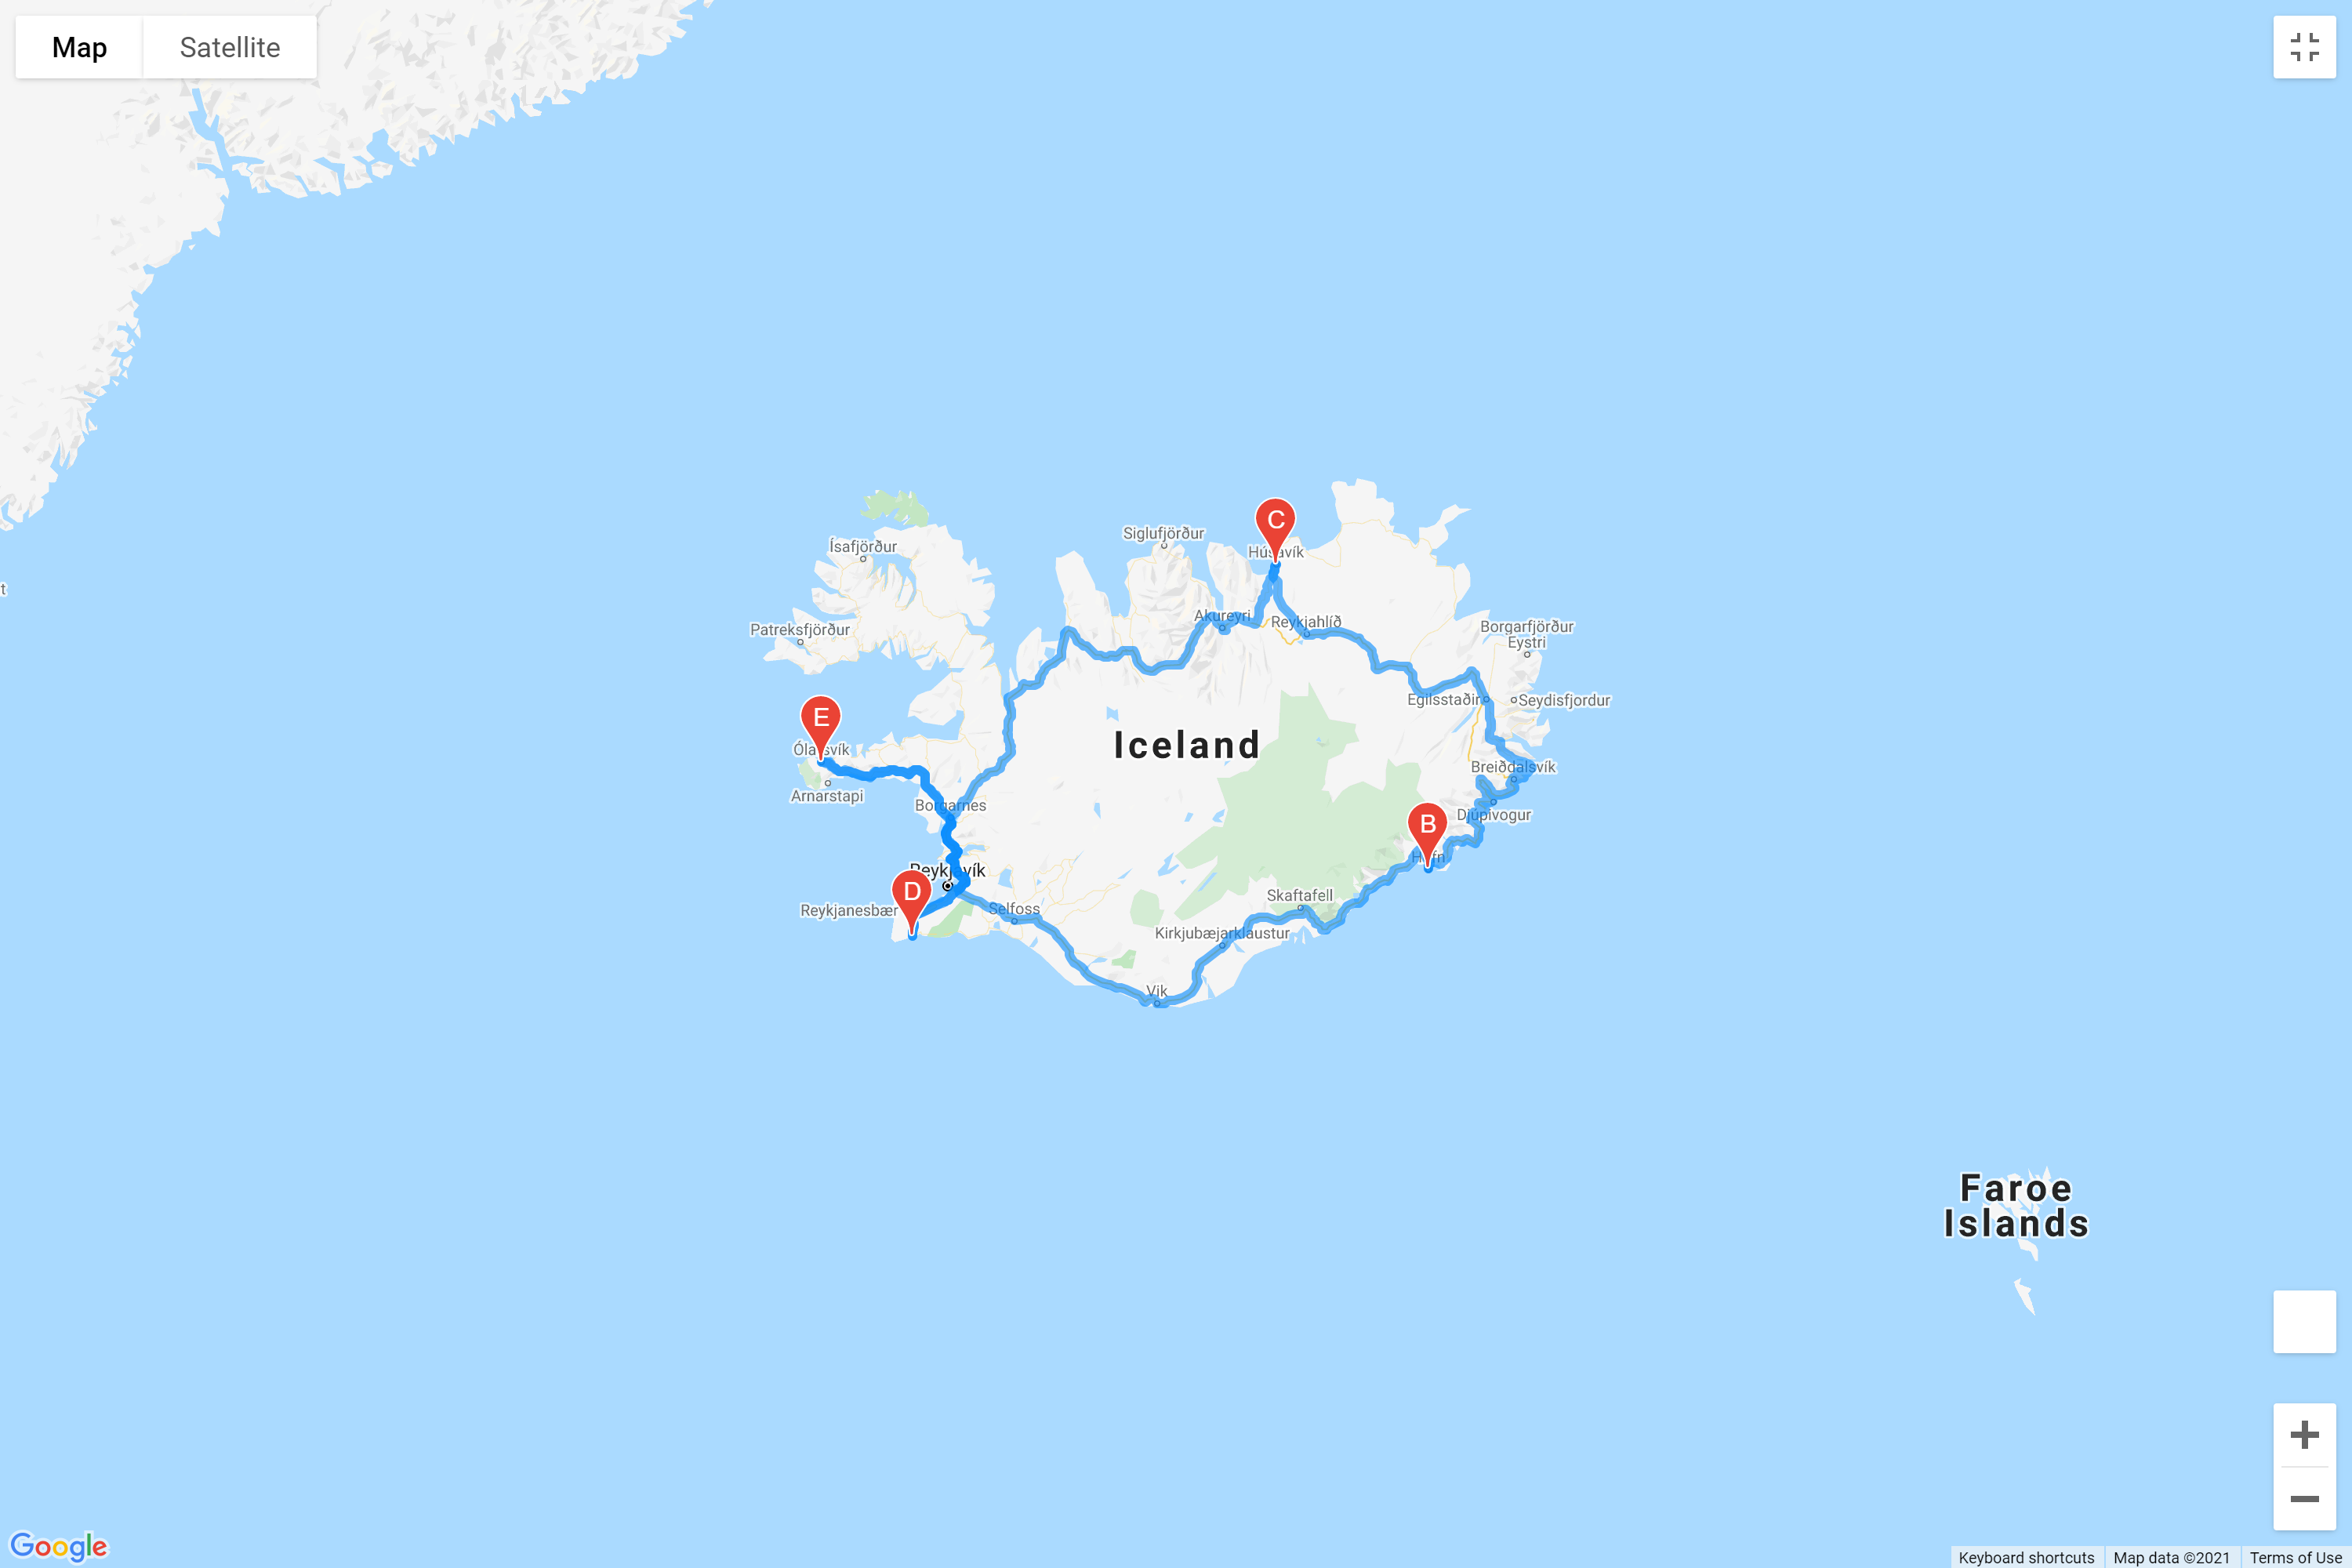 Map
Satellite
C
Siglufjörður
Ísafjörður
Húsavík
t
Akureyri
Reykjahlíð
Patreksfjörður
Borgarfjörður
Eystri
E
Egilsstaðir
Seydisfjordur
Ólafsvík
Iceland
Breiðdalsvík
Arnarstapi
Borgarnes
Djúpivogur
B
Höfn
Reykjavík
D
Skaftafell
Reykjanesbær
Selfoss
Kirkjubæjarklaustur
Vik
Faroe
Islands
Google
Keyboard shortcuts
Map data ©2021
Terms of Use